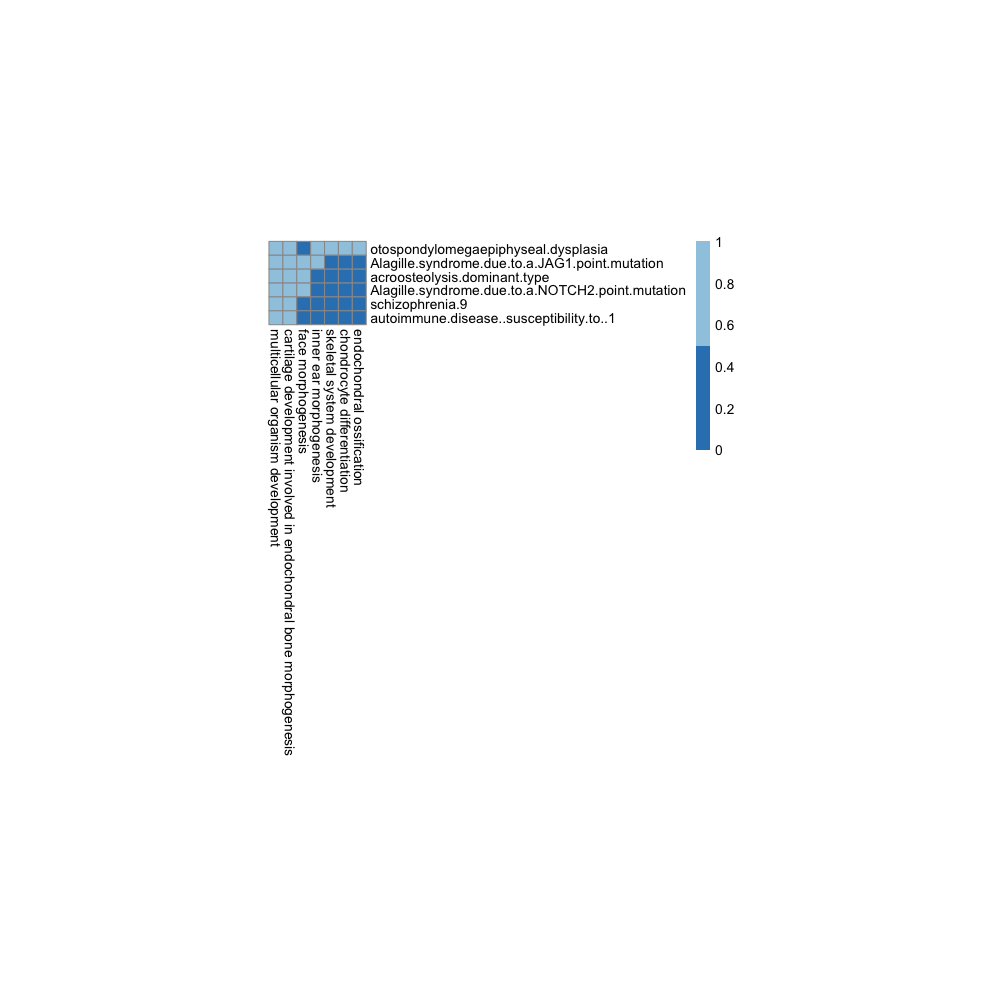 otospondylomegaepiphyseal.dysplasia
Alagille.syndrome.due.to.a.JAG1.point.mutation
acroosteolysis.dominant.type
Alagille.syndrome.due.to.a.NOTCH2.point.mutation
schizophrenia.9
autoimmune.disease..susceptibility.to..1
multicellular organism development
cartilage development involved in endochondral bone morphogenesis
face morphogenesis
inner ear morphogenesis
skeletal system development
chondrocyte differentiation
endochondral ossification
1
0.8
0.6
0.4
0.2
0